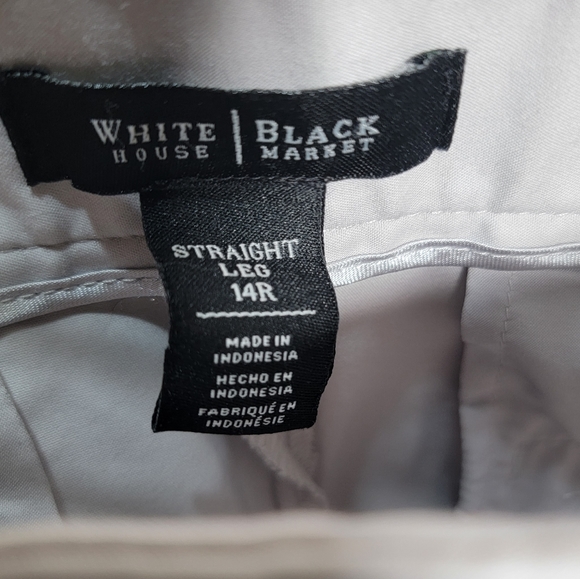 WHITE HOUSE | BLACK MARKET
STRAIGHT
LEG
14R
MADE IN
INDONESIA
HECHO EN
INDONESIA
FABRIQUÉ EN
INDONÉSIE